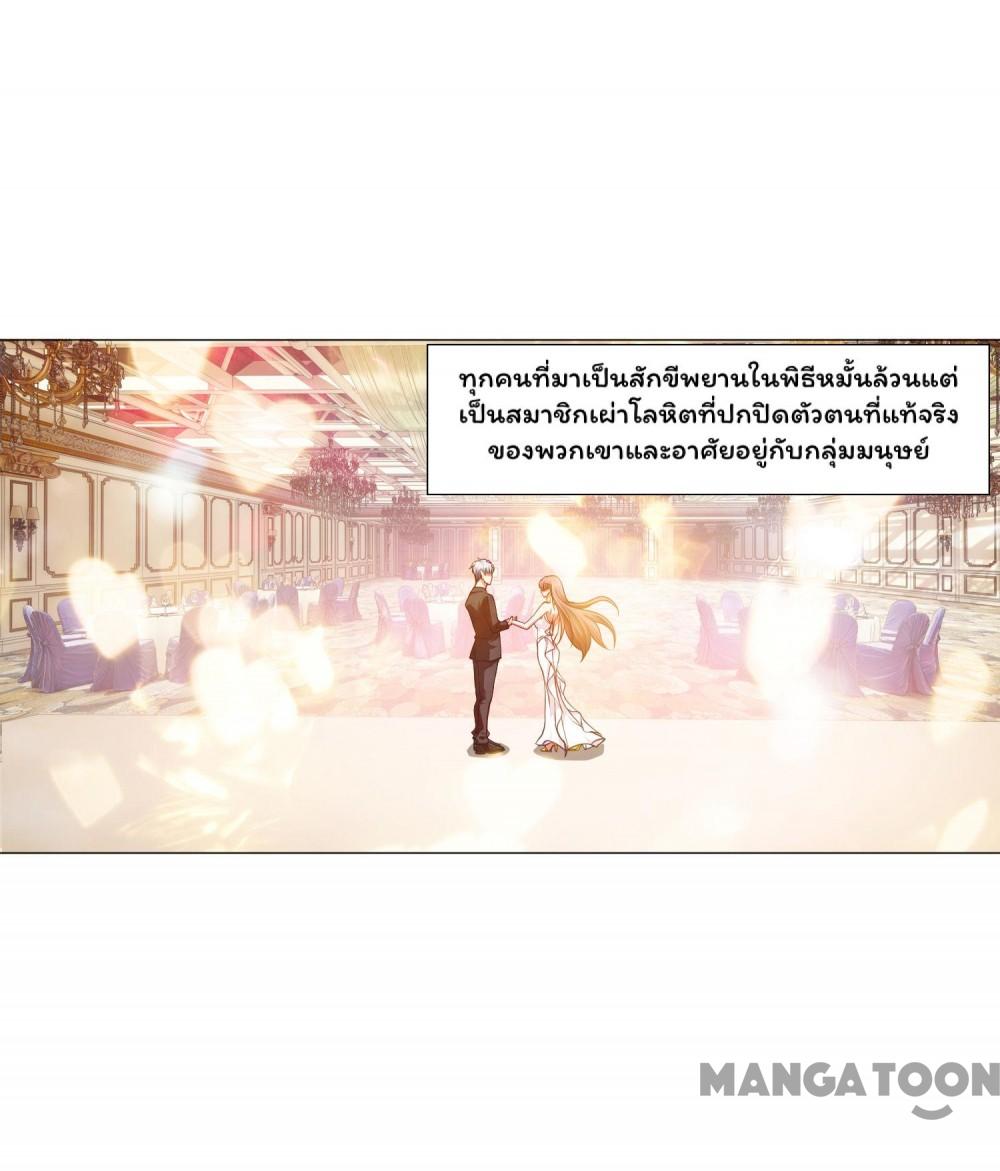 ทุกคนที่มาเป็นสักขีพยานในพิธีหมั้นล้วนแต่
เป็นสมาชิกเผ่าโลหิตที่ปกปิดตัวตนที่แท้จริง
ของพวกเขาและอาศัยอยู่กับกลุ่มมนุษย์
MANGATOON